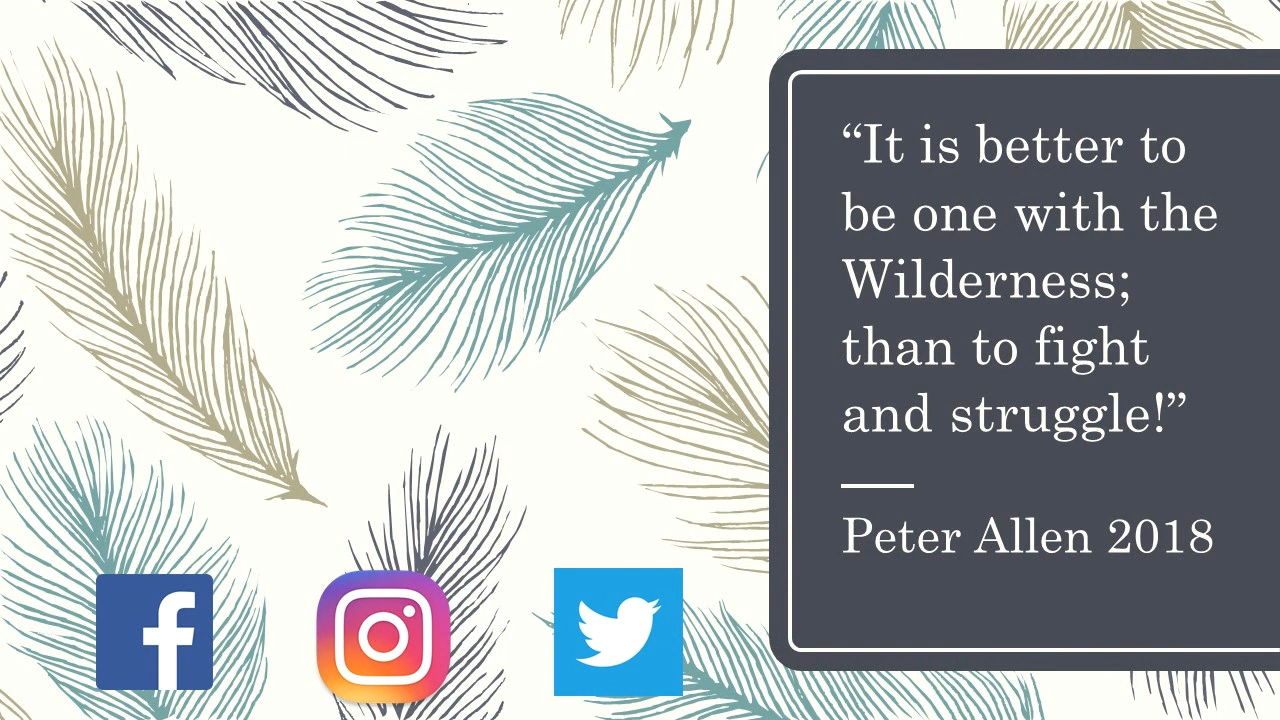 “It is better to
be one with the
Wilderness;
than to fight
and struggle!”
Peter Allen 2018